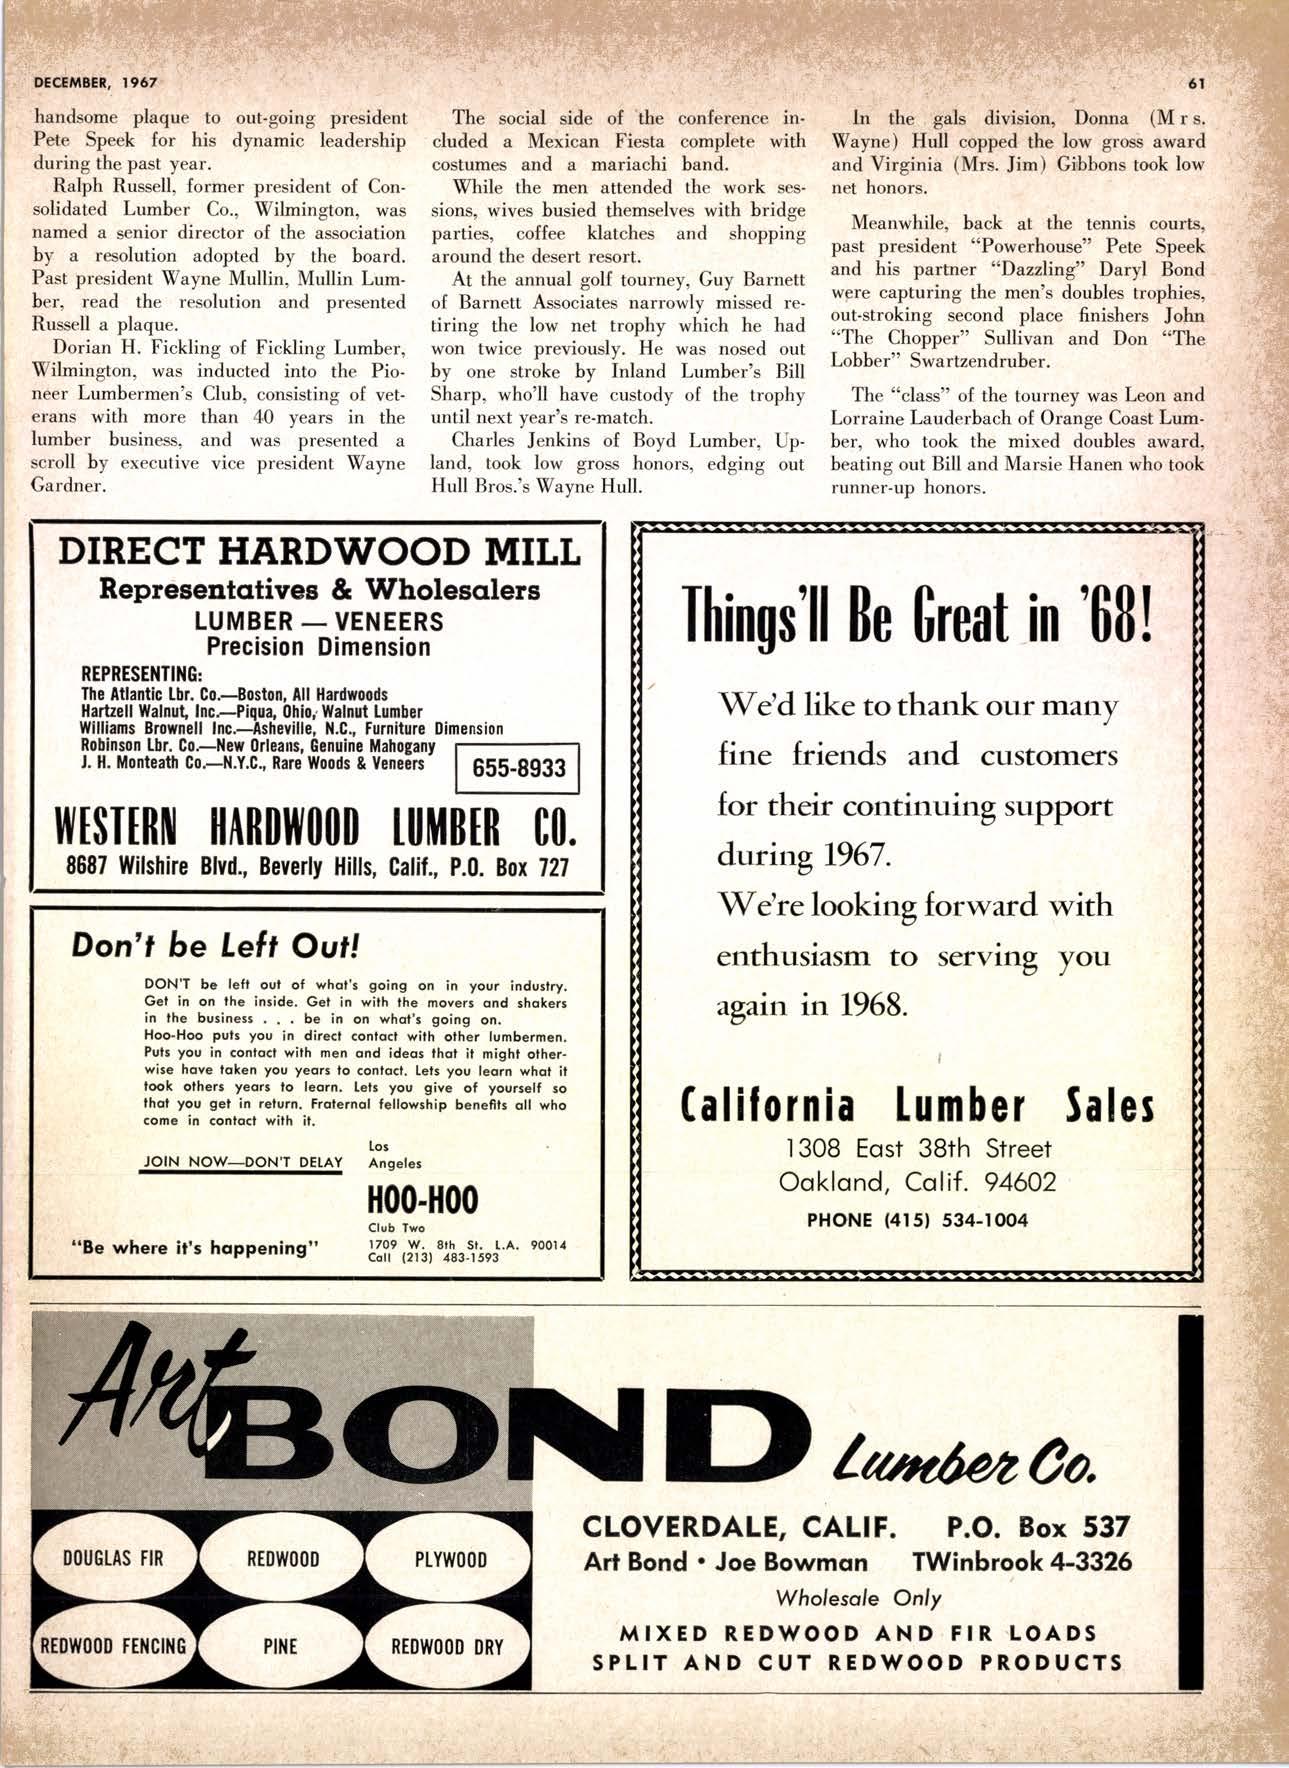 DECEMBER, 1967
61
handsome plaque to out-going president
Pete Speek for his dynamic leadership
during the past year.
Ralph Russell, former president of Con-
solidated Lumber Co., Wilmington, was
named a senior director of the association
by a resolution adopted by the board.
Past president Wayne Mullin, Mullin Lum-
ber, read the resolution and presented
Russell a plaque.
Dorian H. Fickling of Fickling Lumber,
Wilmington, was inducted into the Pio-
neer Lumbermen's Club, consisting of vet-
erans with more than 40 years in the
lumber business, and was presented a
scroll by executive vice president Wayne
Gardner.
The social side of the conference in-
cluded a Mexican Fiesta complete with
costumes and a mariachi band.
While the men attended the work ses-
sions, wives busied themselves with bridge
parties, coffee klatches and shopping
around the desert resort.
At the annual golf tourney, Guy Barnett
of Barnett Associates narrowly missed re-
tiring the low net trophy which he had
won twice previously. He was nosed out
by one stroke by Inland Lumber's Bill
Sharp, who'll have custody of the trophy
until next year's re-match.
Charles Jenkins of Boyd Lumber, Up-
land, took low gross honors, edging out
Hull Bros.'s Wayne Hull.
In the gals division, Donna (Mrs.
Wayne) Hull copped the low gross award
and Virginia (Mrs. Jim) Gibbons took low
net honors.
Meanwhile, back at the tennis courts,
past president "Powerhouse" Pete Speek
and his partner "Dazzling" Daryl Bond
were capturing the men's doubles trophies,
out-stroking second place finishers John
"The Chopper" Sullivan and Don "The
Lobber" Swartzendruber.
The "class" of the tourney was Leon and
Lorraine Lauderbach of Orange Coast Lum-
ber, who took the mixed doubles award,
beating out Bill and Marsie Hanen who took
runner-up honors.
DIRECT HARDWOOD MILL
Representatives & Wholesalers
LUMBER — VENEERS
Precision Dimension
REPRESENTING:
The Atlantic Lbr. Co.—Boston, All Hardwoods
Hartzell Walnut, Inc.—Piqua, Ohio, Walnut Lumber
Williams Brownell Inc.—Asheville, N.C., Furniture Dimension
Robinson Lbr. Co.—New Orleans, Genuine Mahogany
J. H. Monteath Co.—N.Y.C., Rare Woods & Veneers
655-8933
WESTERN HARDWOOD LUMBER CO.
8687 Wilshire Blvd., Beverly Hills, Calif., P.O. Box 727
Don't be Left Out!
DON'T be left out of what's going on in your industry.
Get in on the inside. Get in with the movers and shakers
in the business . . . be in on what's going on.
Hoo-Hoo puts you in direct contact with other lumbermen.
Puts you in contact with men and ideas that it might other-
wise have taken you years to contact. Lets you learn what it
took others years to learn. Lets you give of yourself so
that you get in return. Fraternal fellowship benefits all who
come in contact with it.
JOIN NOW—DON'T DELAY
Los
Angeles
HOO-HOO
Club Two
"Be where it's happening"
1709 W. 8th St. L.A. 90014
Call (213) 483-1593
Things'll Be Great in '68!
We'd like to thank our many
fine friends and customers
for their continuing support
during 1967.
We're looking forward with
enthusiasm to serving you
again in 1968.
California Lumber Sales
1308 East 38th Street
Oakland, Calif. 94602
PHONE (415) 534-1004
Art BOND Lumber Co.
DOUGLAS FIR
REDWOOD
PLYWOOD
REDWOOD FENCING
PINE
REDWOOD DRY
CLOVERDALE, CALIF. P.O. Box 537
Art Bond • Joe Bowman TWinbrook 4-3326
Wholesale Only
MIXED REDWOOD AND FIR LOADS
SPLIT AND CUT REDWOOD PRODUCTS